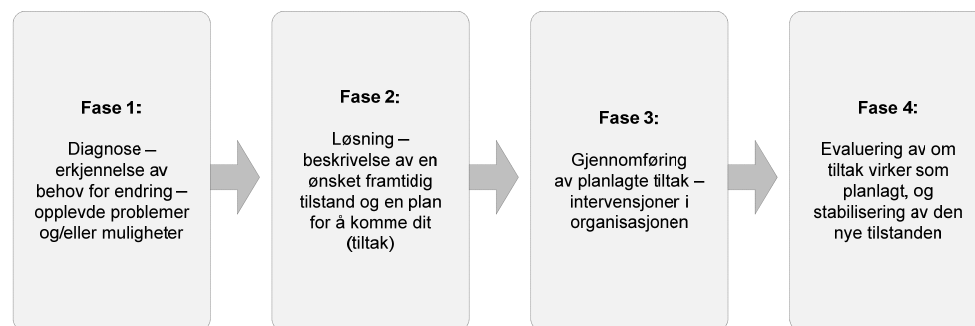 Fase 1:
Diagnose –
erkjennelse av
behov for endring –
opplevde problemer
og/eller muligheter
Fase 2:
Løsning –
beskrivelse av en
ønsket framtidig
tilstand og en plan
for å komme dit
(tiltak)
Fase 3:
Gjennomføring
av planlagte tiltak –
intervensjoner i
organisasjonen
Fase 4:
Evaluering av om
tiltak virker som
planlagt, og
stabilisering av den
nye tilstanden